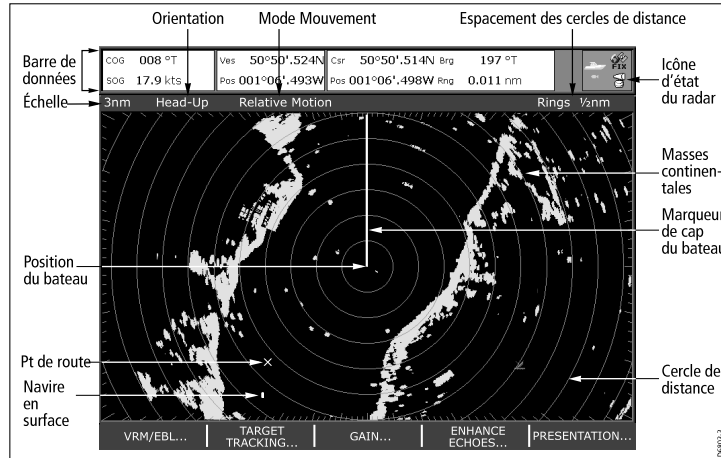 Orientation
Mode Mouvement
Espacement des cercles de distance
Barre de
données
COG 008 °T
SOG 17.9 kts
Ves 50°50'.524N
Pos 001°06'.493W
Csr 50°50'.514N Brg 197 °T
Pos 001°06'.498W Rng 0.011 nm
FIX
Icône
d'état
du radar
Échelle
3nm Head-Up Relative Motion Rings ½nm
Masses
continen-
tales
Marqueur
de cap
du bateau
Position
du bateau
Pt de route
Navire
en
surface
Cercle de
distance
VRM/EBL...
TARGET
TRACKING...
GAIN...
ENHANCE
ECHOES...
PRESENTATION...